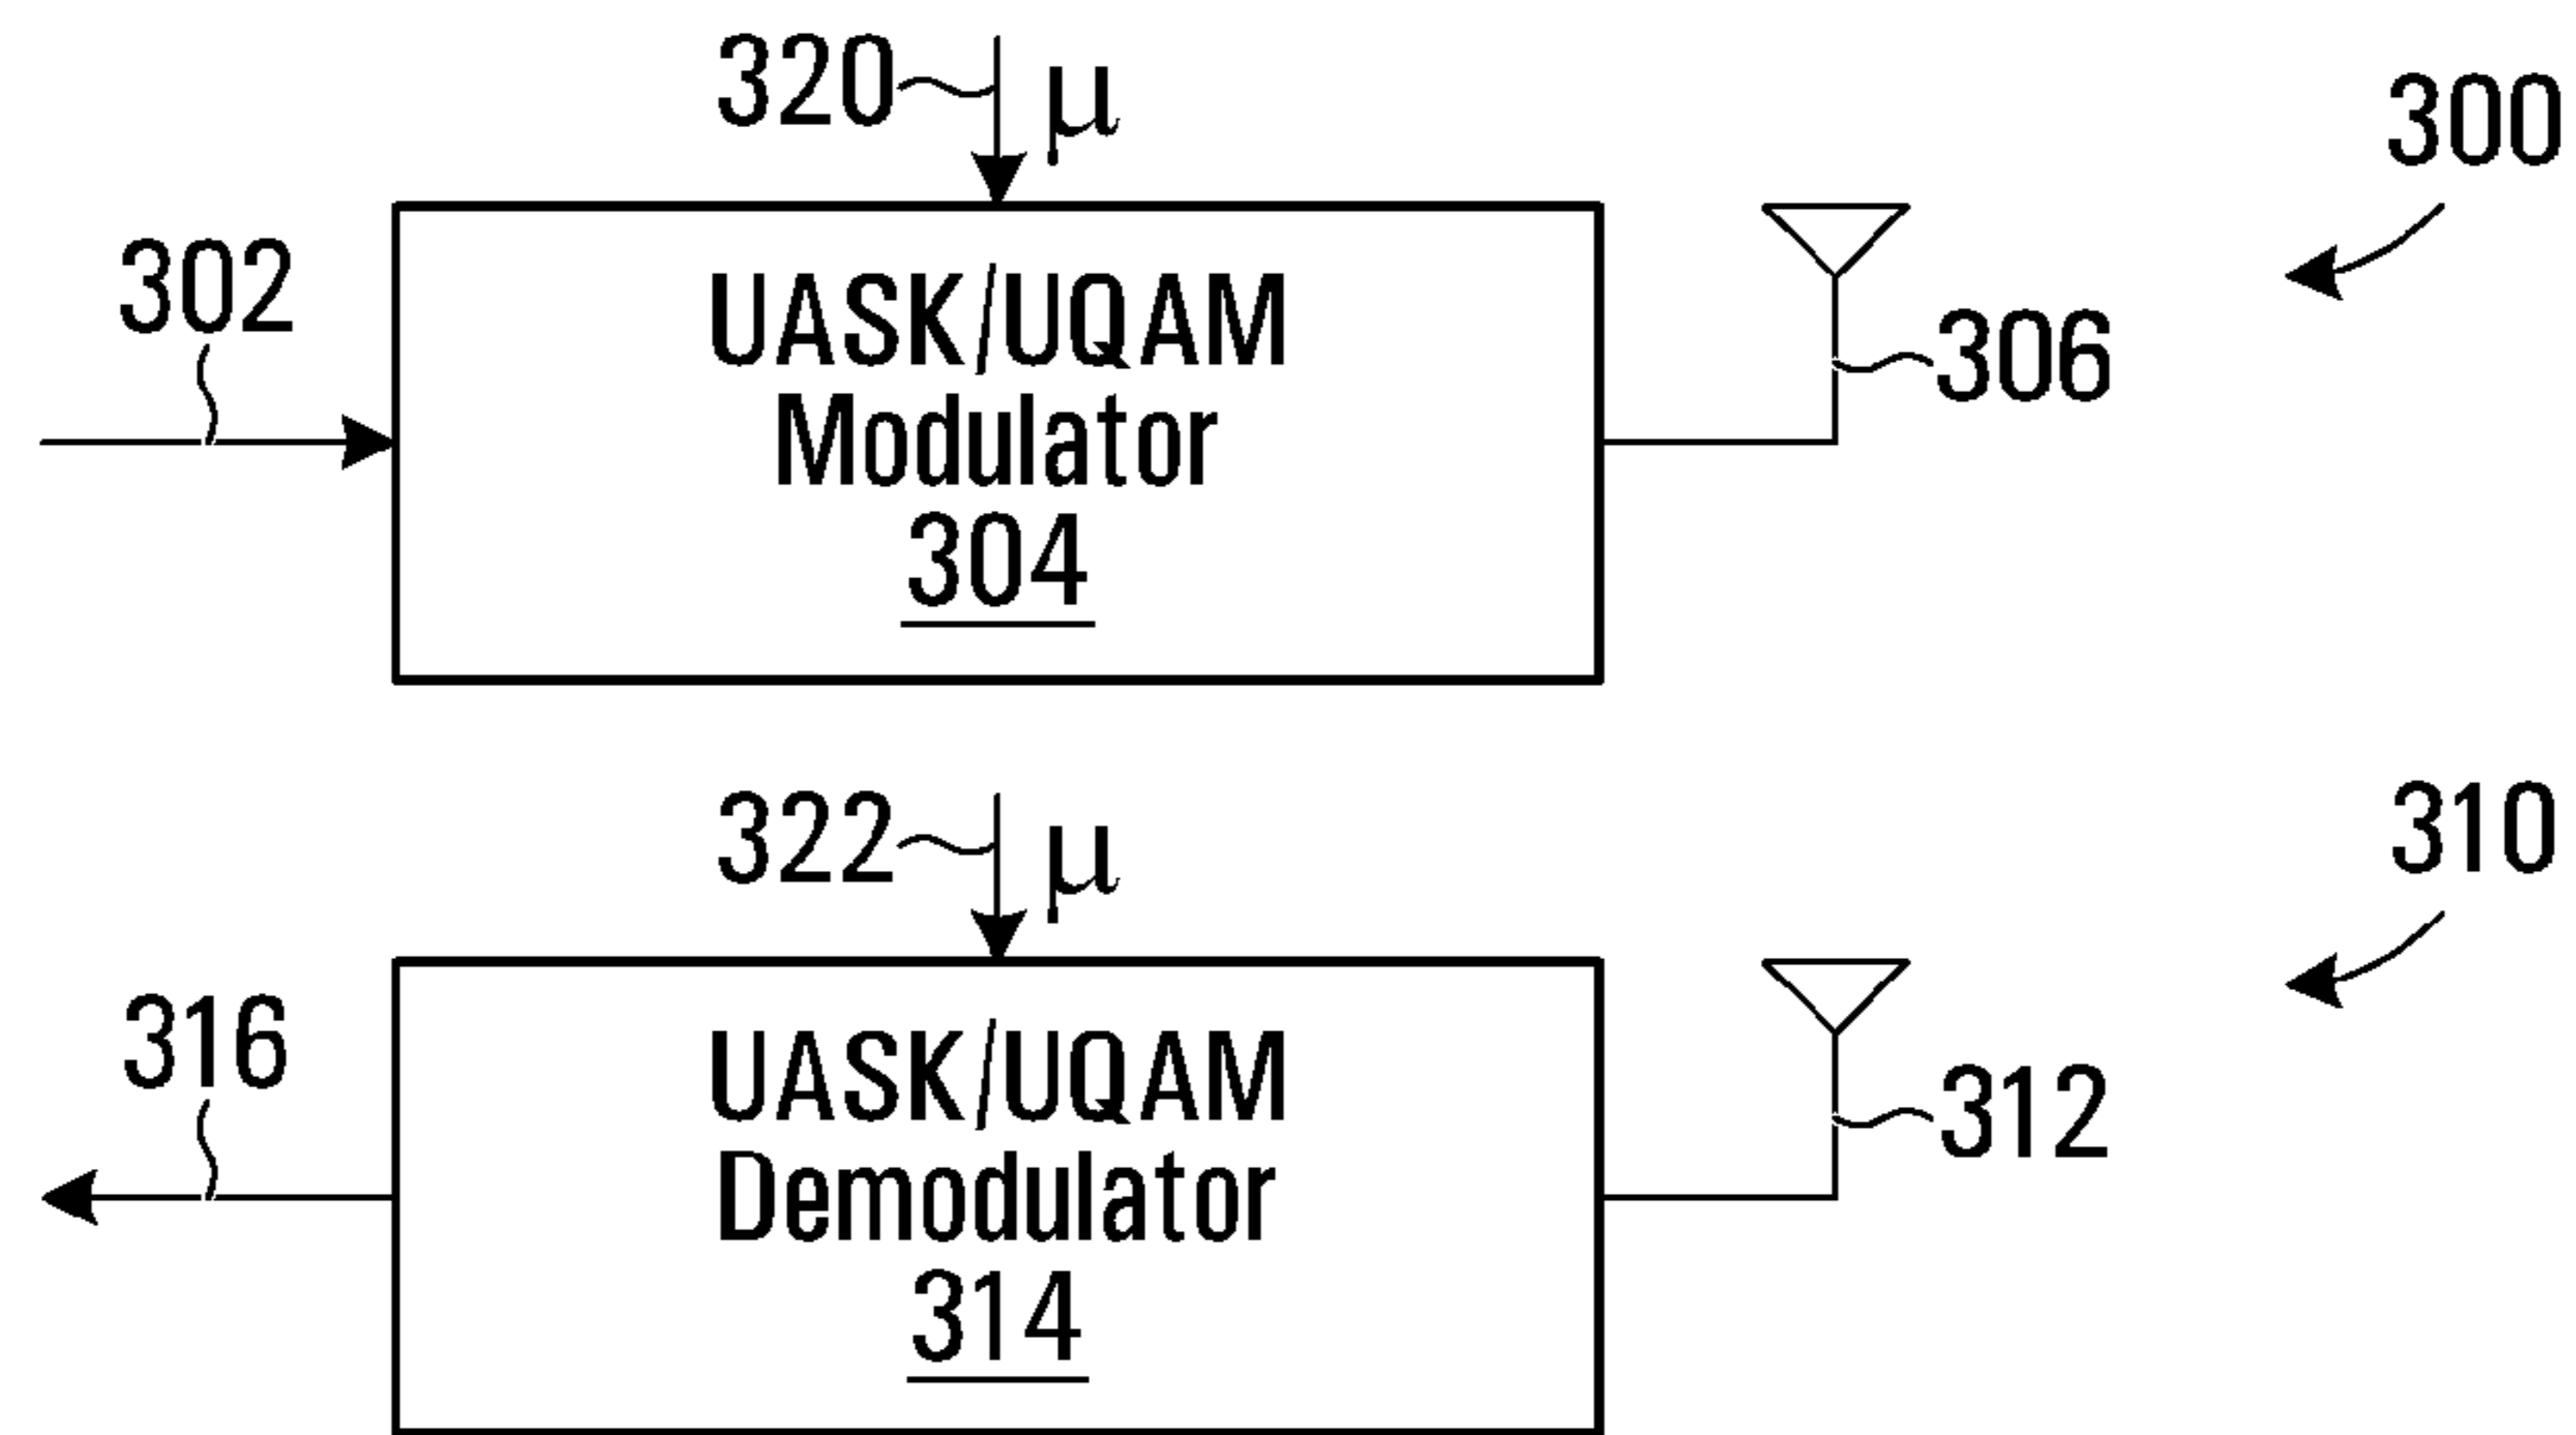 320 μ
300
302
UASK/UQAM
Modulator
304
306
322 μ
310
316
UASK/UQAM
Demodulator
314
312